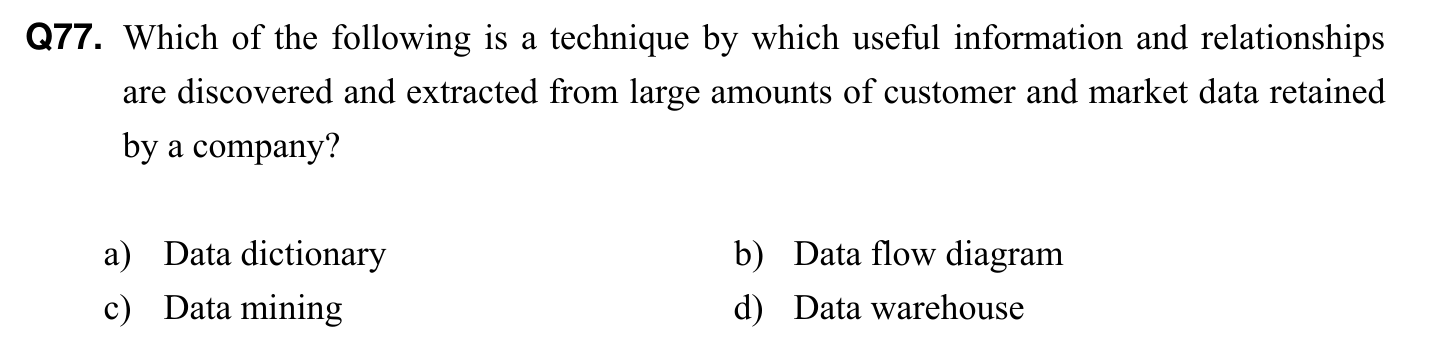 Q77. Which of the following is a technique by which useful information and relationships
are discovered and extracted from large amounts of customer and market data retained
by a company?
a) Data dictionary b) Data flow diagram
c) Data mining d) Data warehouse